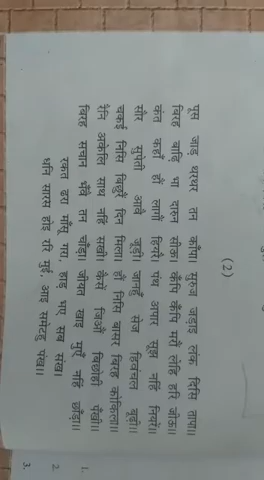 (2)
पूस जाड़ थरथर तन काँपा। सुरुज जड़ाइ लंक दिसि तापा॥
बिरह बाढ़ि भा दारुन सीऊ। कँपि कँपि मरौं लेहि हरि जीऊ॥
कंत कहाँ हौं लागौं हियरें। पंथ अपार सूझ नहिं नियरें॥
सौर सुपेती आवै जूड़ी। जानहुँ सेज हिवंचल बूढ़ी॥
चकई निसि बिछुरै दिन मिला। हौं निसि बासर बिरह कोकिला॥
रैनि अकेलि साथ नहिं सखी। कैसें जिऔं बिछोही पँखी॥
बिरह सचान भँवै तन चाँड़ा। जीयत खाइ मुएँ नहिं छाँड़ा॥
रकत ढरा माँसू गरा, हाड़ भए सब संख।
धनि सारस होइ ररि मुई, आइ समेटहु पंख॥
1.
2.
3.